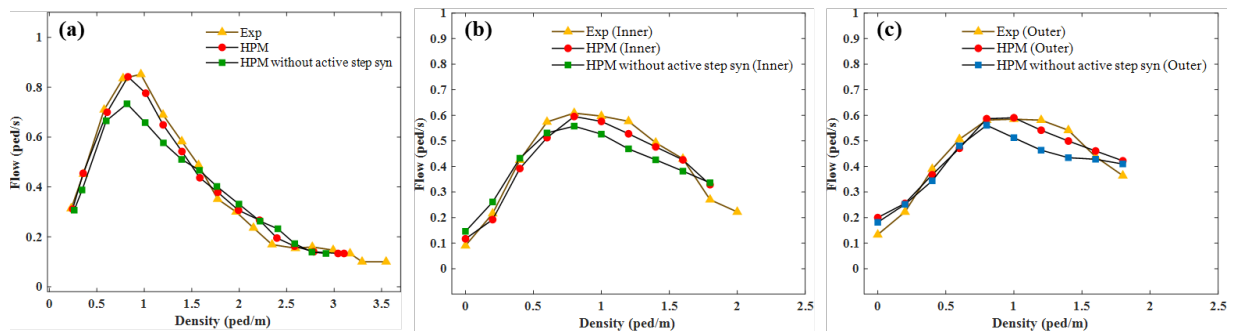 (a)
Exp
HPM
HPM without active step syn
Flow (ped/s)
1
0.8
0.6
0.4
0.2
0
0 0.5 1 1.5 2 2.5 3 3.5
Density (ped/m)
(b)
Exp (Inner)
HPM (Inner)
HPM without active step syn (Inner)
Flow (ped/s)
1
0.9
0.8
0.7
0.6
0.5
0.4
0.3
0.2
0.1
0
0 0.5 1 1.5 2 2.5
Density (ped/m)
(c)
Exp (Outer)
HPM (Outer)
HPM without active step syn (Outer)
Flow (ped/s)
1
0.9
0.8
0.7
0.6
0.5
0.4
0.3
0.2
0.1
0
0 0.5 1 1.5 2 2.5
Density (ped/m)